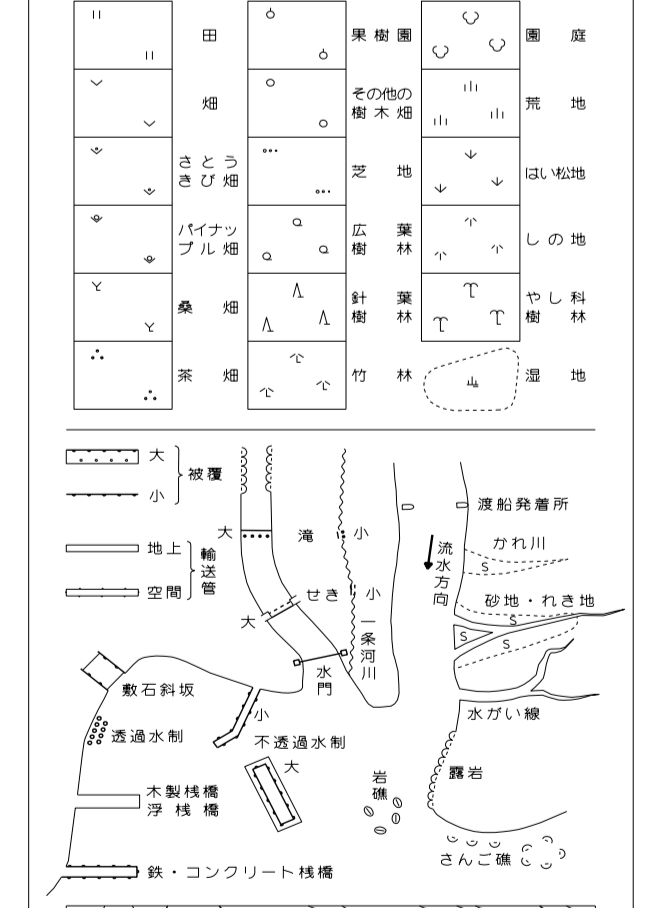 田
果樹園
園庭
畑
その他の
樹木畑
荒地
さとう
きび畑
芝地
はい松地
パイナッ
プル畑
広葉
樹林
しの地
桑畑
針葉
樹林
やし科
樹林
茶畑
竹林
湿地
大
被覆
小
地上
輸送管
空間
大
滝
小
渡船発着所
かれ川
S
流水方向
せき
小
大
砂地・れき地
S
S
S
一条河川
水門
敷石斜坂
小
水がい線
透過水制
不透過水制
大
岩礁
露岩
木製桟橋
浮桟橋
さんご礁
鉄・コンクリート桟橋